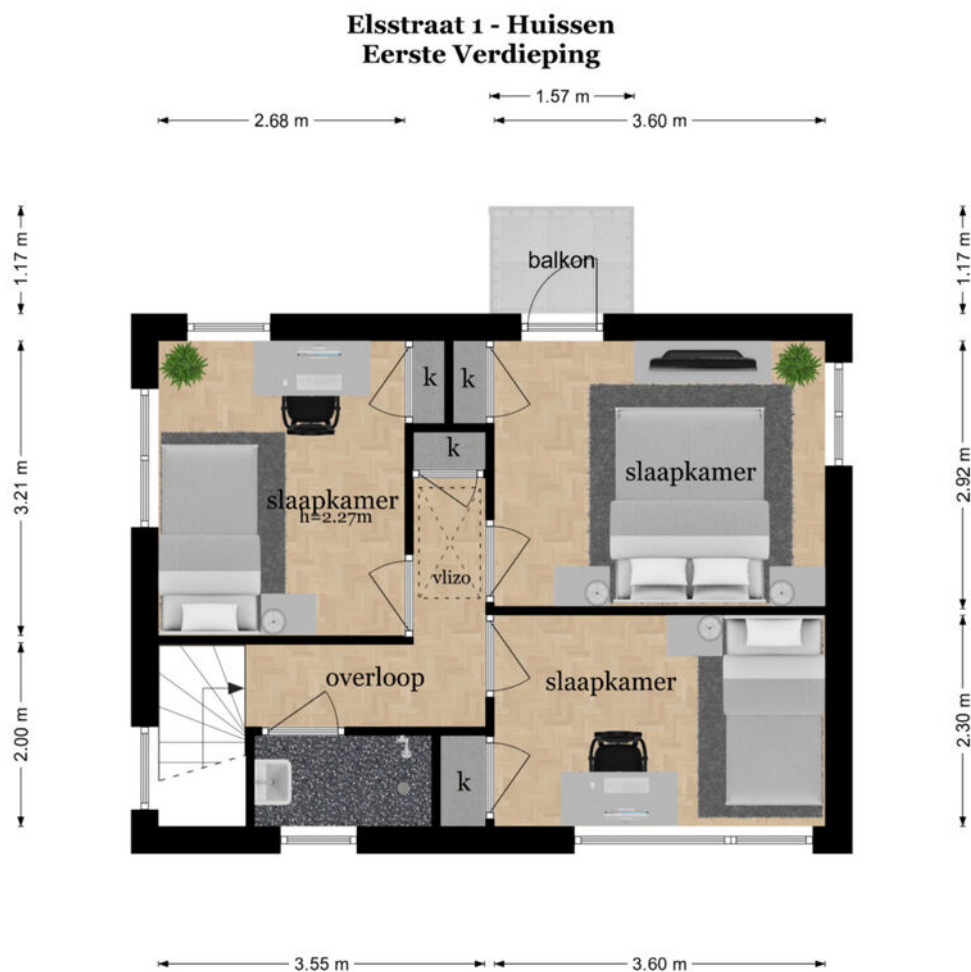 Elsstraat 1 - Huissen
Eerste Verdieping
1.57 m
2.68 m
3.60 m
1.17 m
1.17 m
balkon
k
k
k
slaapkamer
h=2.27m
slaapkamer
3.21 m
2.92 m
vlizo
overloop
slaapkamer
2.00 m
2.30 m
k
3.55 m
3.60 m